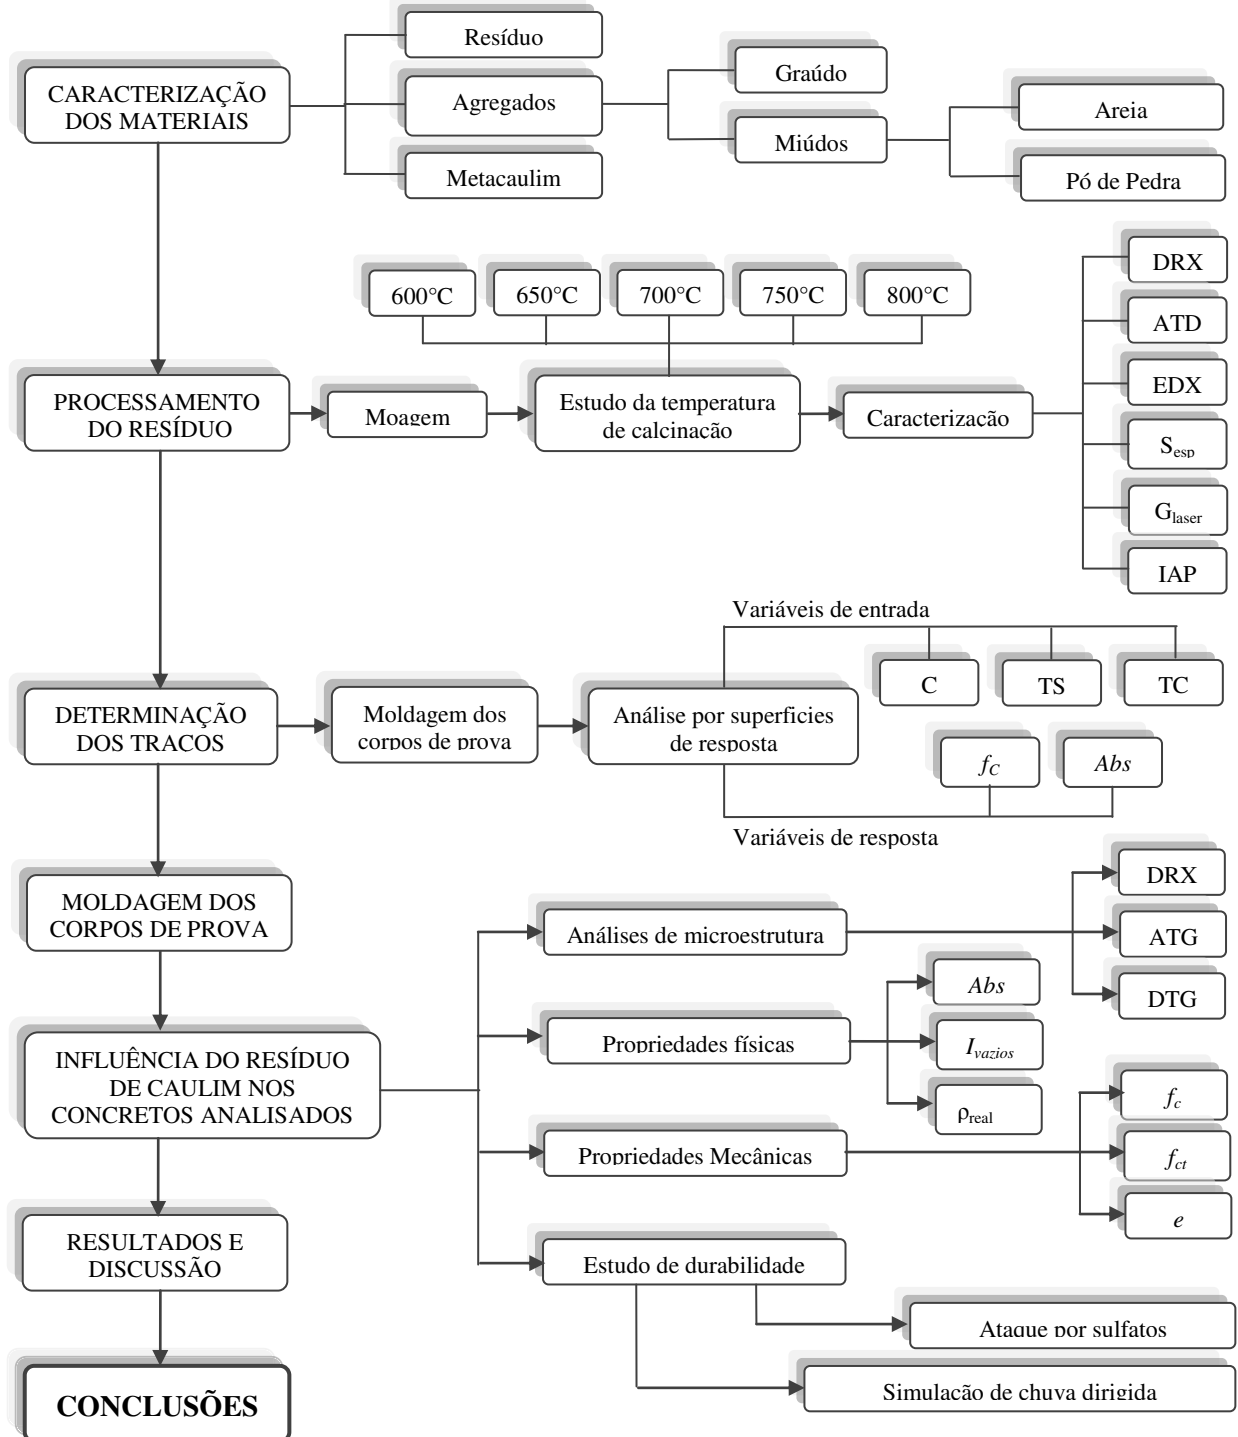 CARACTERIZAÇÃO
DOS MATERIAIS
Resíduo
Agregados
Metacaulim
Graúdo
Miúdos
Areia
Pó de Pedra
600°C
650°C
700°C
750°C
800°C
PROCESSAMENTO
DO RESÍDUO
Moagem
Estudo da temperatura
de calcinação
Caracterização
DRX
ATD
EDX
Sesp
Glaser
IAP
Variáveis de entrada
C
TS
TC
DETERMINAÇÃO
DOS TRAÇOS
Moldagem dos
corpos de prova
Análise por superficies
de resposta
fC
Abs
Variáveis de resposta
MOLDAGEM DOS
CORPOS DE PROVA
Análises de microestrutura
DRX
ATG
DTG
INFLUÊNCIA DO RESÍDUO
DE CAULIM NOS
CONCRETOS ANALISADOS
Propriedades físicas
Abs
Ivazios
ρreal
Propriedades Mecânicas
fc
fct
e
RESULTADOS E
DISCUSSÃO
Estudo de durabilidade
Ataque por sulfatos
Simulação de chuva dirigida
CONCLUSÕES